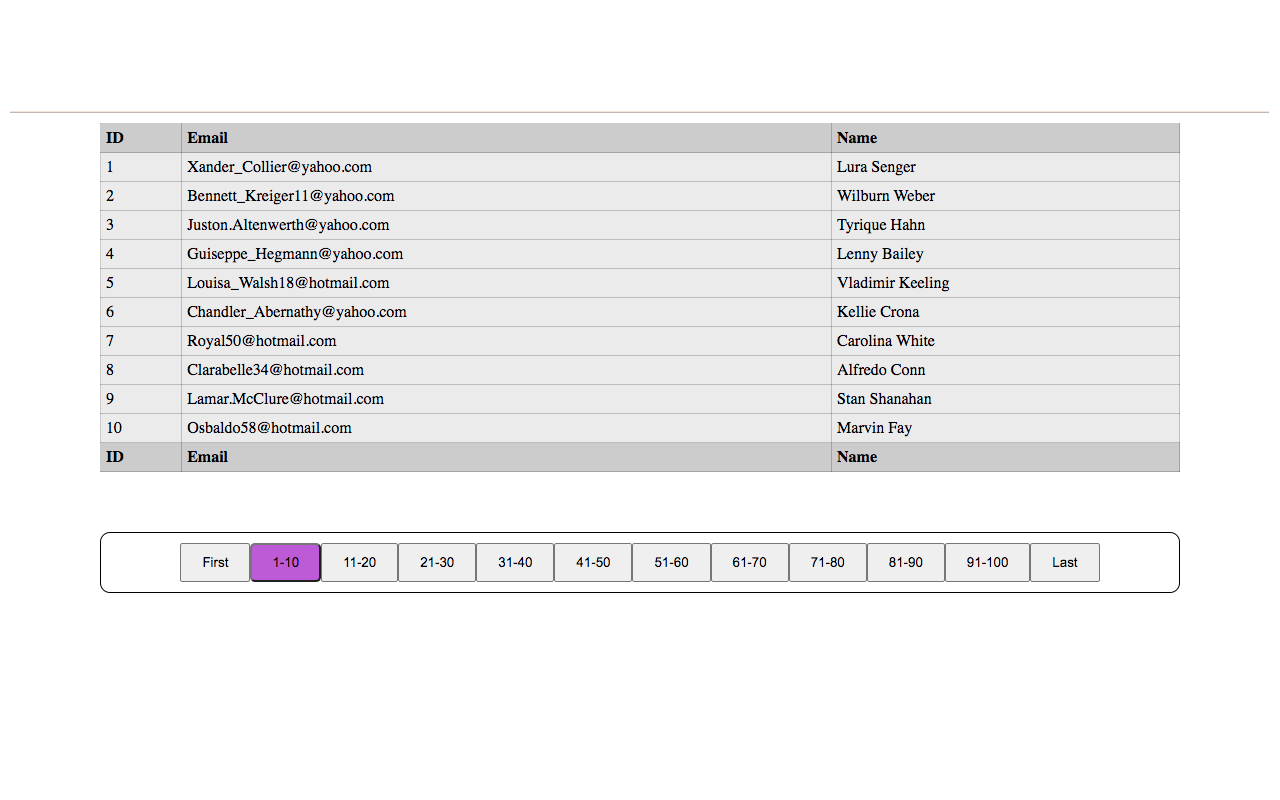 ID Email Name
1 Xander_Collier@yahoo.com Lura Senger
2 Bennett_Kreiger11@yahoo.com Wilburn Weber
3 Juston.Altenwerth@yahoo.com Tyrique Hahn
4 Guiseppe_Hegmann@yahoo.com Lenny Bailey
5 Louisa_Walsh18@hotmail.com Vladimir Keeling
6 Chandler_Abernathy@yahoo.com Kellie Crona
7 Royal50@hotmail.com Carolina White
8 Clarabelle34@hotmail.com Alfredo Conn
9 Lamar.McClure@hotmail.com Stan Shanahan
10 Osbaldo58@hotmail.com Marvin Fay
ID Email Name
First 1-10 11-20 21-30 31-40 41-50 51-60 61-70 71-80 81-90 91-100 Last